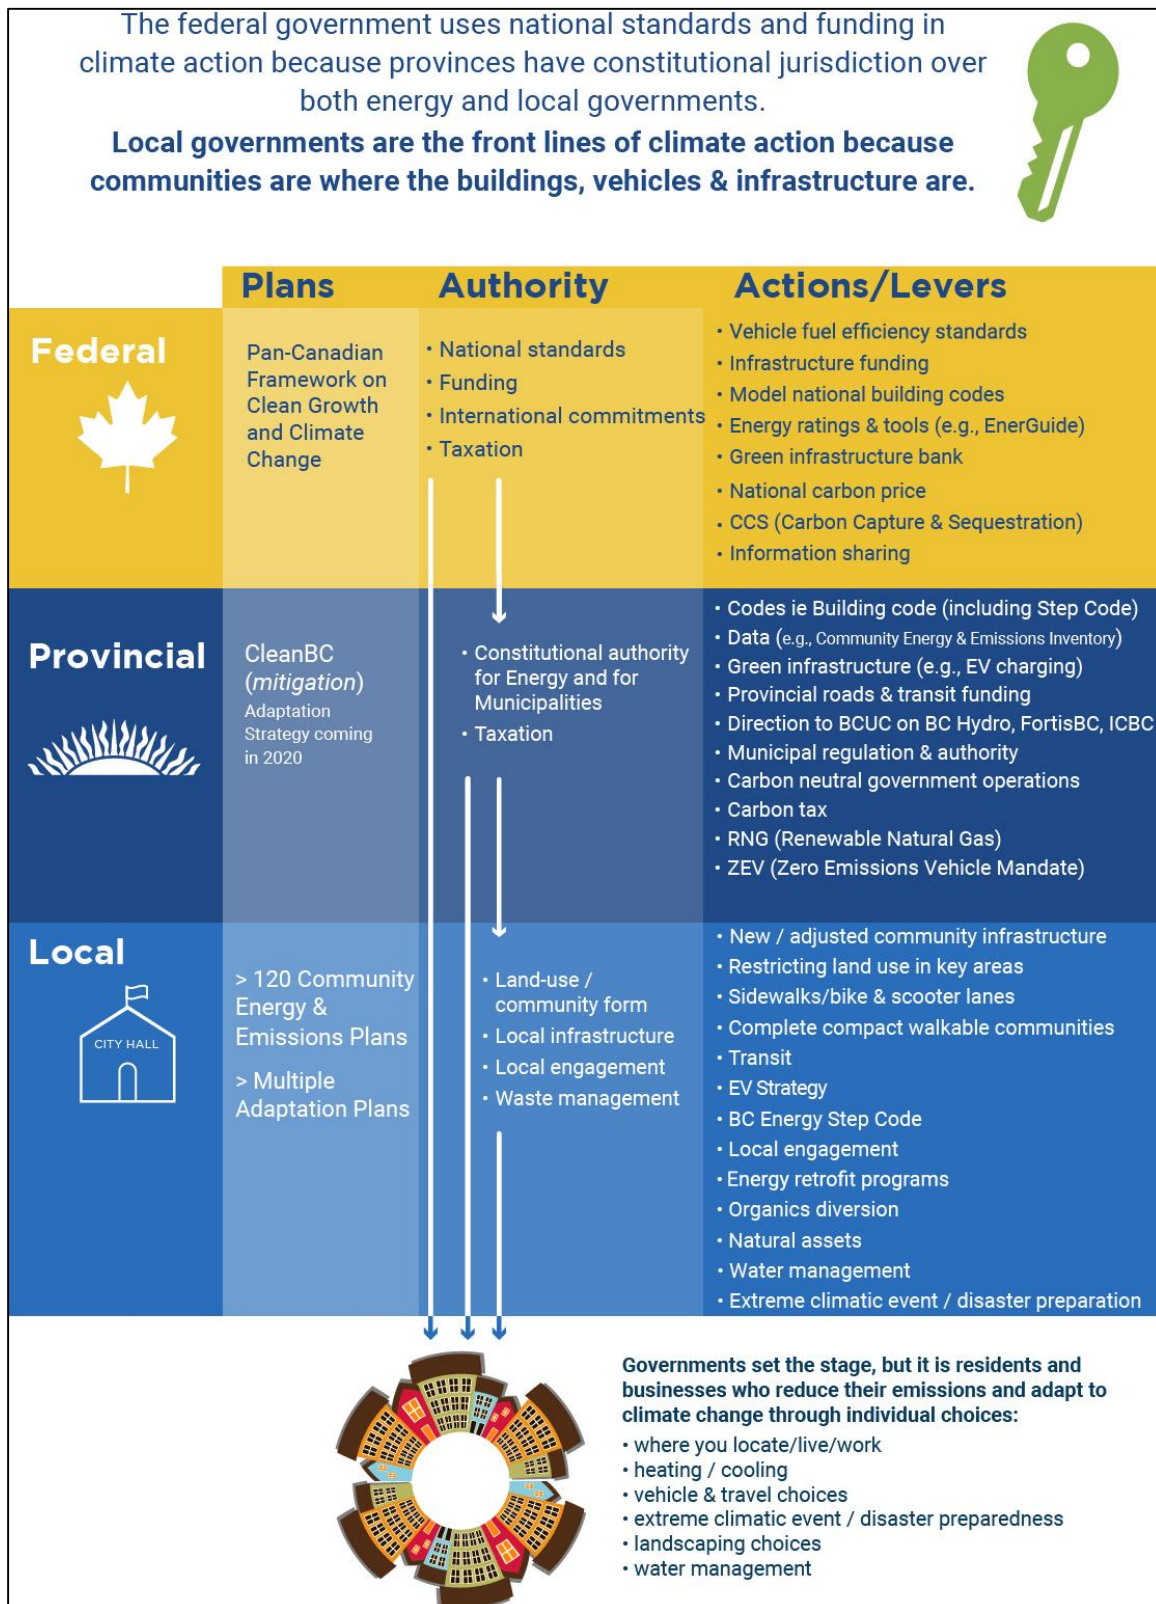 The federal government uses national standards and funding in
climate action because provinces have constitutional jurisdiction over
both energy and local governments.
Local governments are the front lines of climate action because
communities are where the buildings, vehicles & infrastructure are.
Plans
Authority
Actions/Levers
Federal
Pan-Canadian
Framework on
Clean Growth
and Climate
Change
• National standards
• Funding
• International commitments
• Taxation
• Vehicle fuel efficiency standards
• Infrastructure funding
• Model national building codes
• Energy ratings & tools (e.g., EnerGuide)
• Green infrastructure bank
• National carbon price
• CCS (Carbon Capture & Sequestration)
• Information sharing
Provincial
CleanBC
(mitigation)
Adaptation
Strategy coming
in 2020
• Constitutional authority
for Energy and for
Municipalities
• Taxation
• Codes ie Building code (including Step Code)
• Data (e.g., Community Energy & Emissions Inventory)
• Green infrastructure (e.g., EV charging)
• Provincial roads & transit funding
• Direction to BCUC on BC Hydro, FortisBC, ICBC
• Municipal regulation & authority
• Carbon neutral government operations
• Carbon tax
• RNG (Renewable Natural Gas)
• ZEV (Zero Emissions Vehicle Mandate)
Local
CITY HALL
> 120 Community
Energy &
Emissions Plans
> Multiple
Adaptation Plans
• Land-use /
community form
• Local infrastructure
• Local engagement
• Waste management
• New / adjusted community infrastructure
• Restricting land use in key areas
• Sidewalks/bike & scooter lanes
• Complete compact walkable communities
• Transit
• EV Strategy
• BC Energy Step Code
• Local engagement
• Energy retrofit programs
• Organics diversion
• Natural assets
• Water management
• Extreme climatic event / disaster preparation
Governments set the stage, but it is residents and
businesses who reduce their emissions and adapt to
climate change through individual choices:
• where you locate/live/work
• heating / cooling
• vehicle & travel choices
• extreme climatic event / disaster preparedness
• landscaping choices
• water management